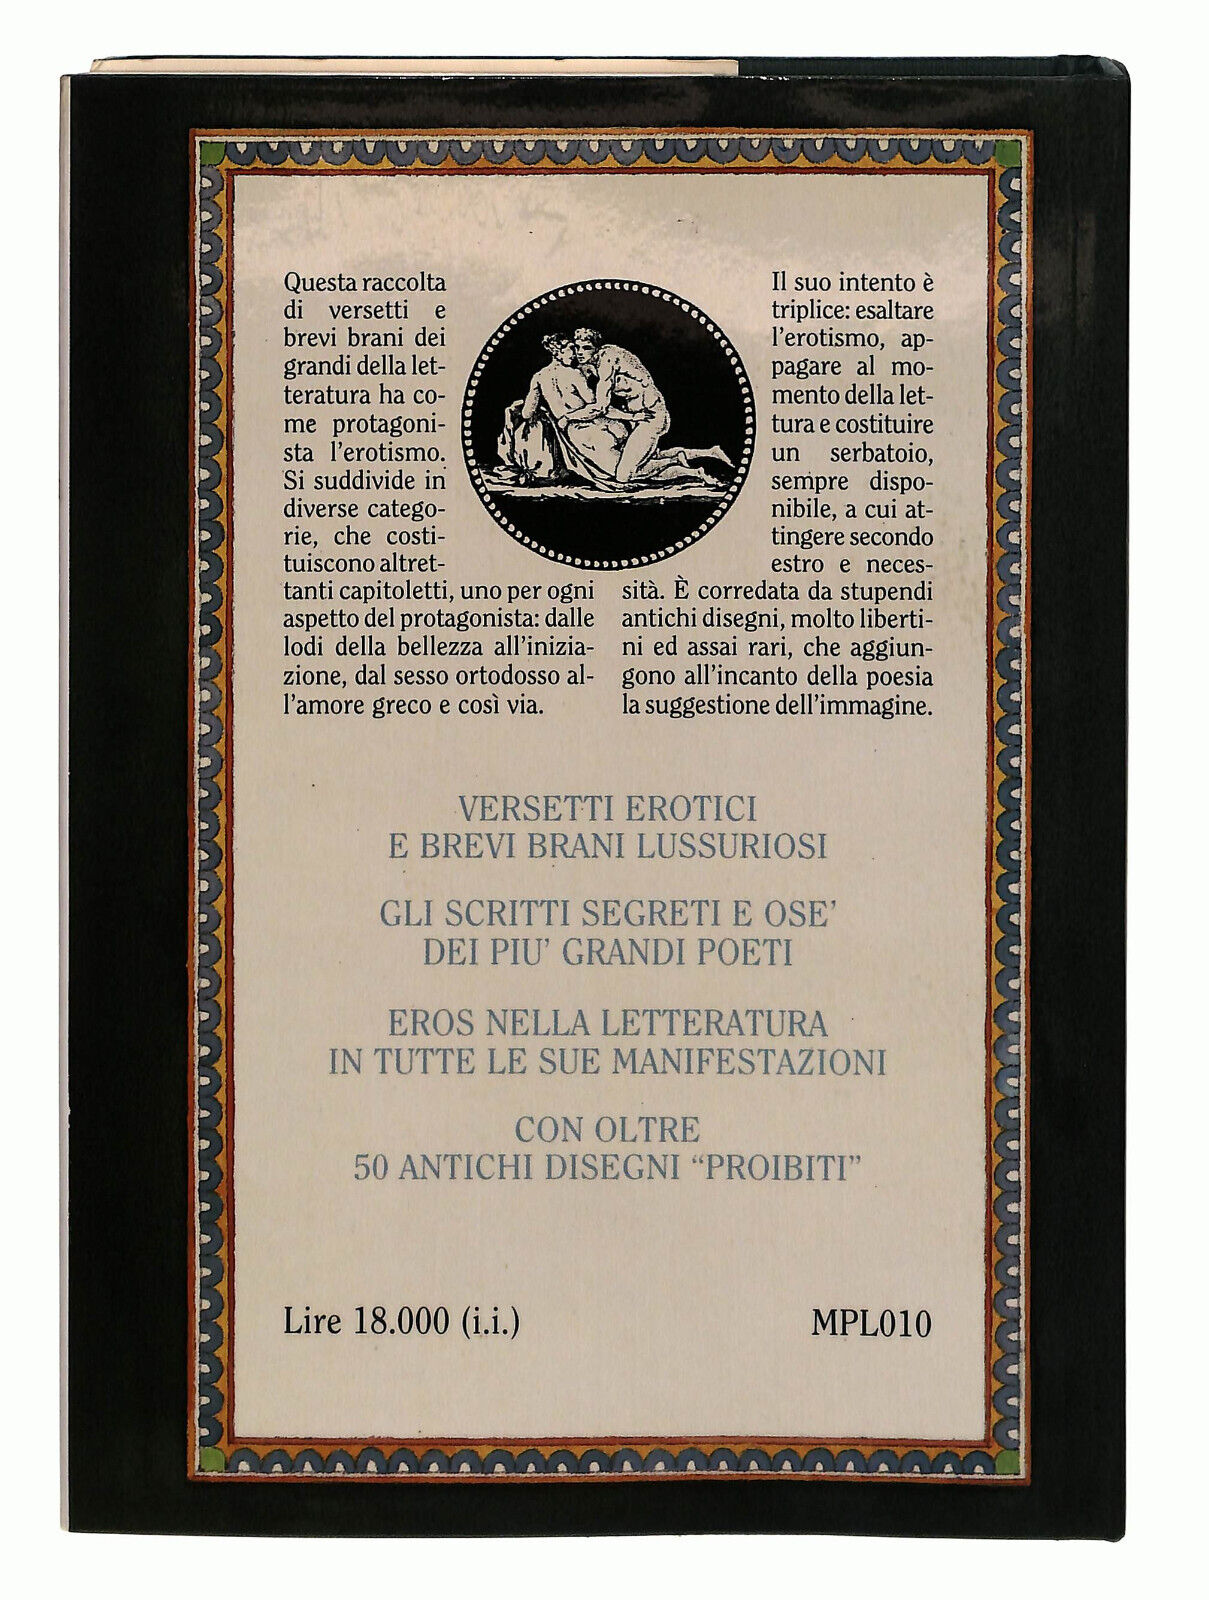 Questa raccolta
di versetti e
brevi brani dei
grandi della let-
teratura ha co-
me protagoni-
sta l'erotismo.
Si suddivide in
diverse catego-
rie, che costi-
tuiscono altret-
tanti capitoletti, uno per ogni
aspetto del protagonista: dalle
lodi della bellezza all'inizia-
zione, dal sesso ortodosso al-
l'amore greco e così via.
Il suo intento è
triplice: esaltare
l'erotismo, ap-
pagare al mo-
mento della let-
tura e costituire
un serbatoio,
sempre dispo-
nibile, a cui at-
tingere secondo
estro e neces-
sità. È corredata da stupendi
antichi disegni, molto liberti-
ni ed assai rari, che aggiun-
gono all'incanto della poesia
la suggestione dell'immagine.
VERSETTI EROTICI
E BREVI BRANI LUSSURIOSI
GLI SCRITTI SEGRETI E OSE'
DEI PIU' GRANDI POETI
EROS NELLA LETTERATURA
IN TUTTE LE SUE MANIFESTAZIONI
CON OLTRE
50 ANTICHI DISEGNI "PROIBITI"
Lire 18.000 (i.i.)
MPL010